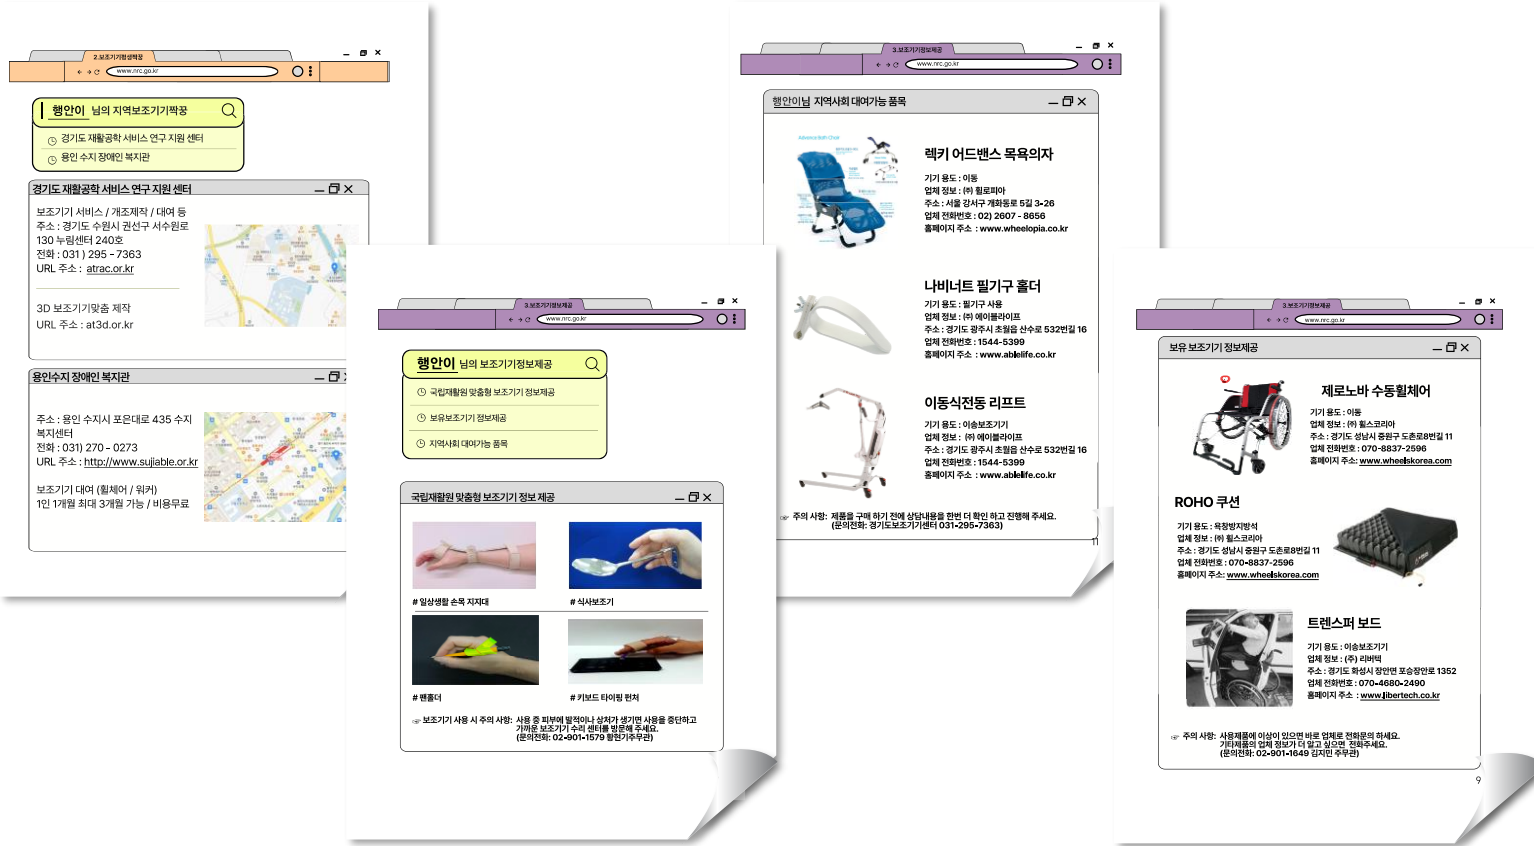 2.보조기기평생짝꿍
www.nrc.go.kr
행안이 님의 지역보조기기짝꿍
경기도 재활공학 서비스 연구 지원 센터
용인 수지 장애인 복지관
경기도 재활공학 서비스 연구 지원 센터
보조기기 서비스 / 개조제작 / 대여 등
주소 : 경기도 수원시 권선구 서수원로
130 누림센터 240호
전화 : 031 ) 295 - 7363
URL 주소 : atrac.or.kr
3D 보조기기맞춤 제작
URL 주소 : at3d.or.kr
용인수지 장애인 복지관
주소 : 용인 수지시 포은대로 435 수지
복지센터
전화 : 031) 270 - 0273
URL 주소 : http://www.sujiable.or.kr
보조기기 대여 (휠체어 / 워커)
1인 1개월 최대 3개월 가능 / 비용무료
3.보조기기정보제공
www.nrc.go.kr
행안이 님의 보조기기정보제공
국립재활원 맞춤형 보조기기 정보제공
보유보조기기 정보제공
지역사회 대여가능 품목
국립재활원 맞춤형 보조기기 정보 제공
# 일상생활 손목 지지대
# 식사보조기
# 펜홀더
# 키보드 타이핑 펀처
☞ 보조기기 사용 시 주의 사항: 사용 중 피부에 발적이나 상처가 생기면 사용을 중단하고
가까운 보조기기 수리 센터를 방문해 주세요.
(문의전화: 02-901-1579 황현기주무관)
3.보조기기정보제공
www.nrc.go.kr
행안이님 지역사회 대여가능 품목
Advance Bath Chair
렉키 어드밴스 목욕의자
기기 용도 : 이동
업체 정보 : ㈜ 휠로피아
주소 : 서울 강서구 개화동로 5길 3-26
업체 전화번호 : 02) 2607 - 8656
홈페이지 주소 : www.wheelopia.co.kr
나비너트 필기구 홀더
기기 용도 : 필기구 사용
업체 정보 : ㈜ 에이블라이프
주소 : 경기도 광주시 초월읍 산수로 532번길 16
업체 전화번호 : 1544-5399
홈페이지 주소 : www.ablelife.co.kr
이동식전동 리프트
기기 용도 : 이송보조기기
업체 정보 : ㈜ 에이블라이프
주소 : 경기도 광주시 초월읍 산수로 532번길 16
업체 전화번호 : 1544-5399
홈페이지 주소 : www.ablelife.co.kr
☞ 주의 사항: 제품을 구매 하기 전에 상담내용을 한번 더 확인 하고 진행해 주세요.
(문의전화: 경기도보조기기센터 031-295-7363)
11
3.보조기기정보제공
www.nrc.go.kr
보유 보조기기 정보제공
제로노바 수동휠체어
기기 용도 : 이동
업체 정보 : ㈜ 휠스코리아
주소 : 경기도 성남시 중원구 도촌로8번길 11
업체 전화번호 : 070-8837-2596
홈페이지 주소: www.wheelskorea.com
ROHO 쿠션
기기 용도 : 욕창방지방석
업체 정보 : ㈜ 휠스코리아
주소 : 경기도 성남시 중원구 도촌로8번길 11
업체 전화번호 : 070-8837-2596
홈페이지 주소: www.wheelskorea.com
트렌스퍼 보드
기기 용도 : 이송보조기기
업체 정보 : (주) 리버텍
주소 : 경기도 화성시 장안면 포승장안로 1352
업체 전화번호 : 070-4680-2490
홈페이지 주소 : www.libertech.co.kr
☞ 주의 사항: 사용제품에 이상이 있으면 바로 업체로 전화문의 하세요.
기타제품의 업체 정보가 더 알고 싶으면 전화주세요.
(문의전화: 02-901-1649 김지민 주무관)
9